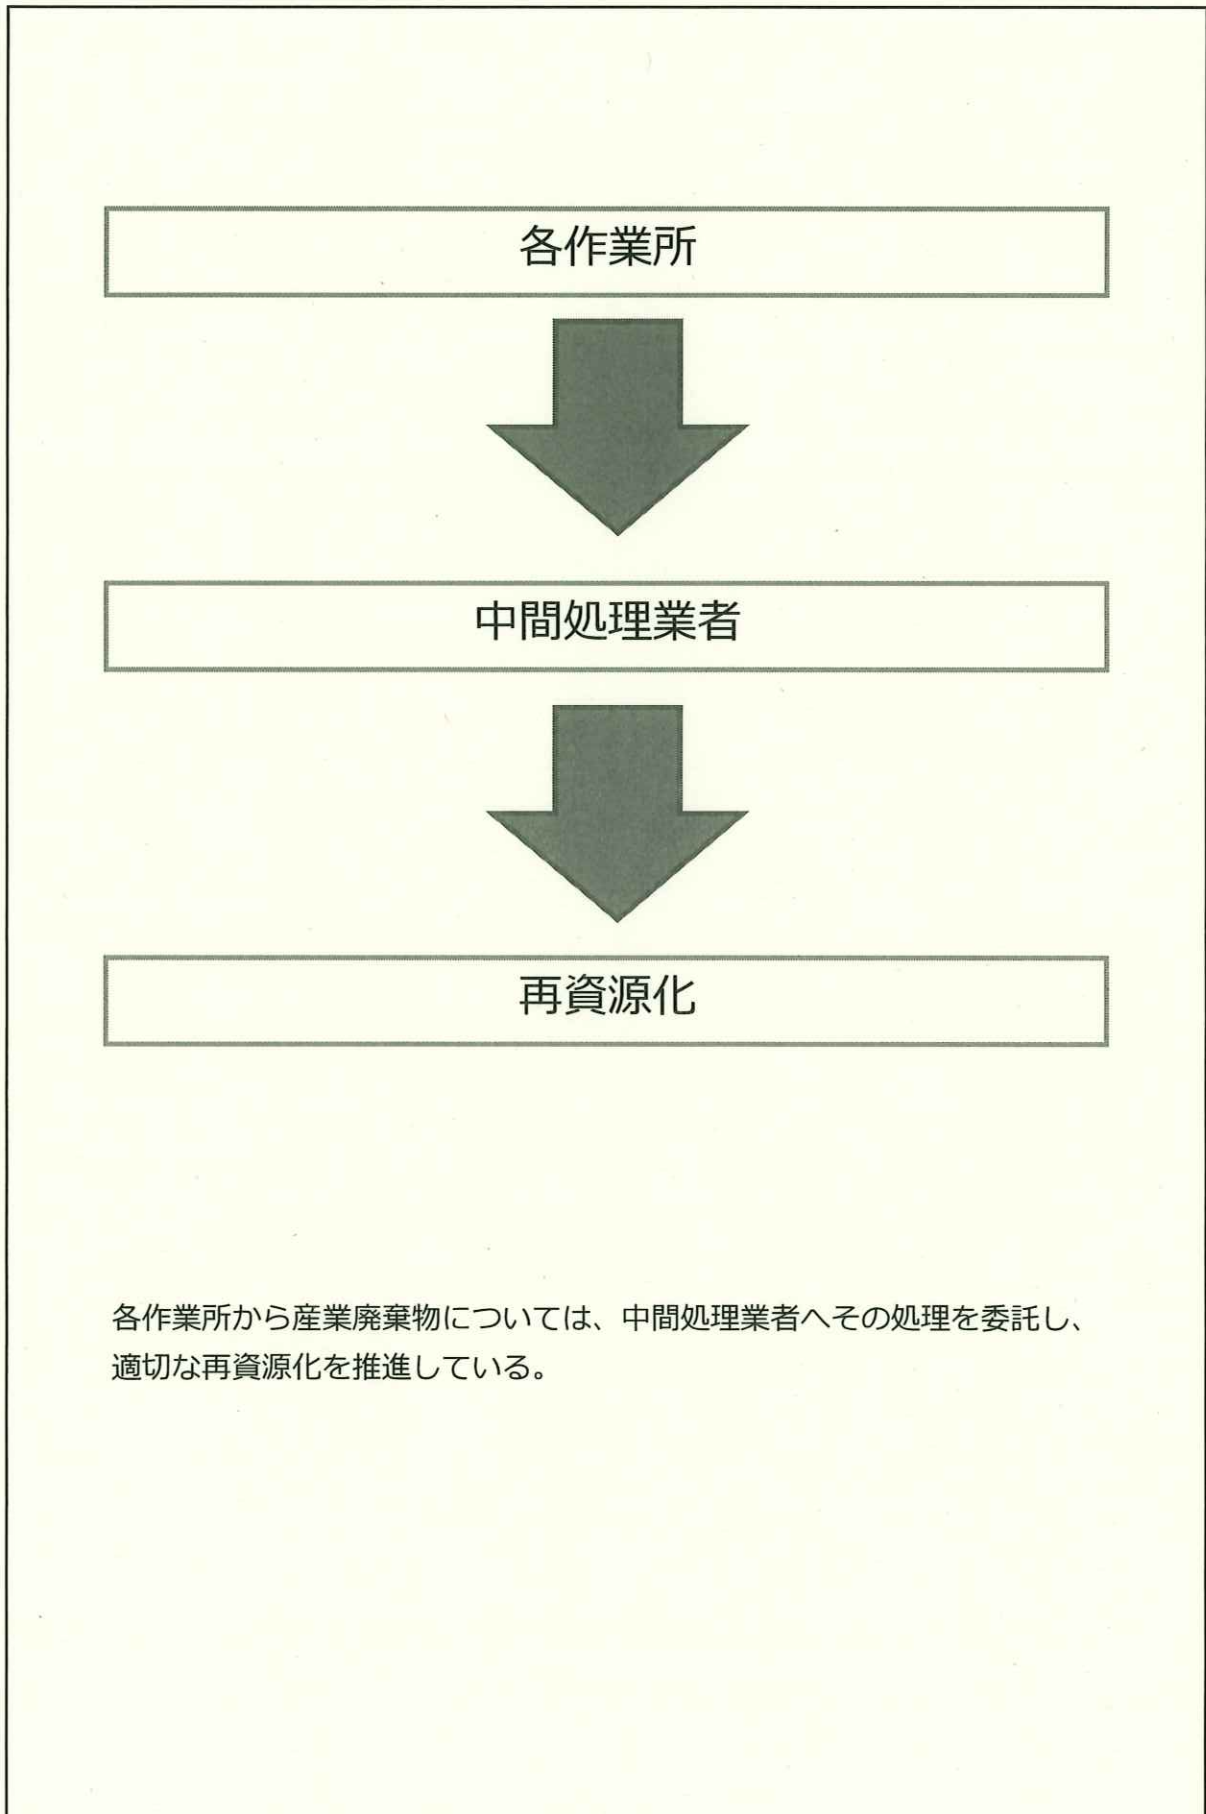 各作業所
中間処理業者
再資源化
各作業所から産業廃棄物については、中間処理業者へその処理を委託し、
適切な再資源化を推進している。